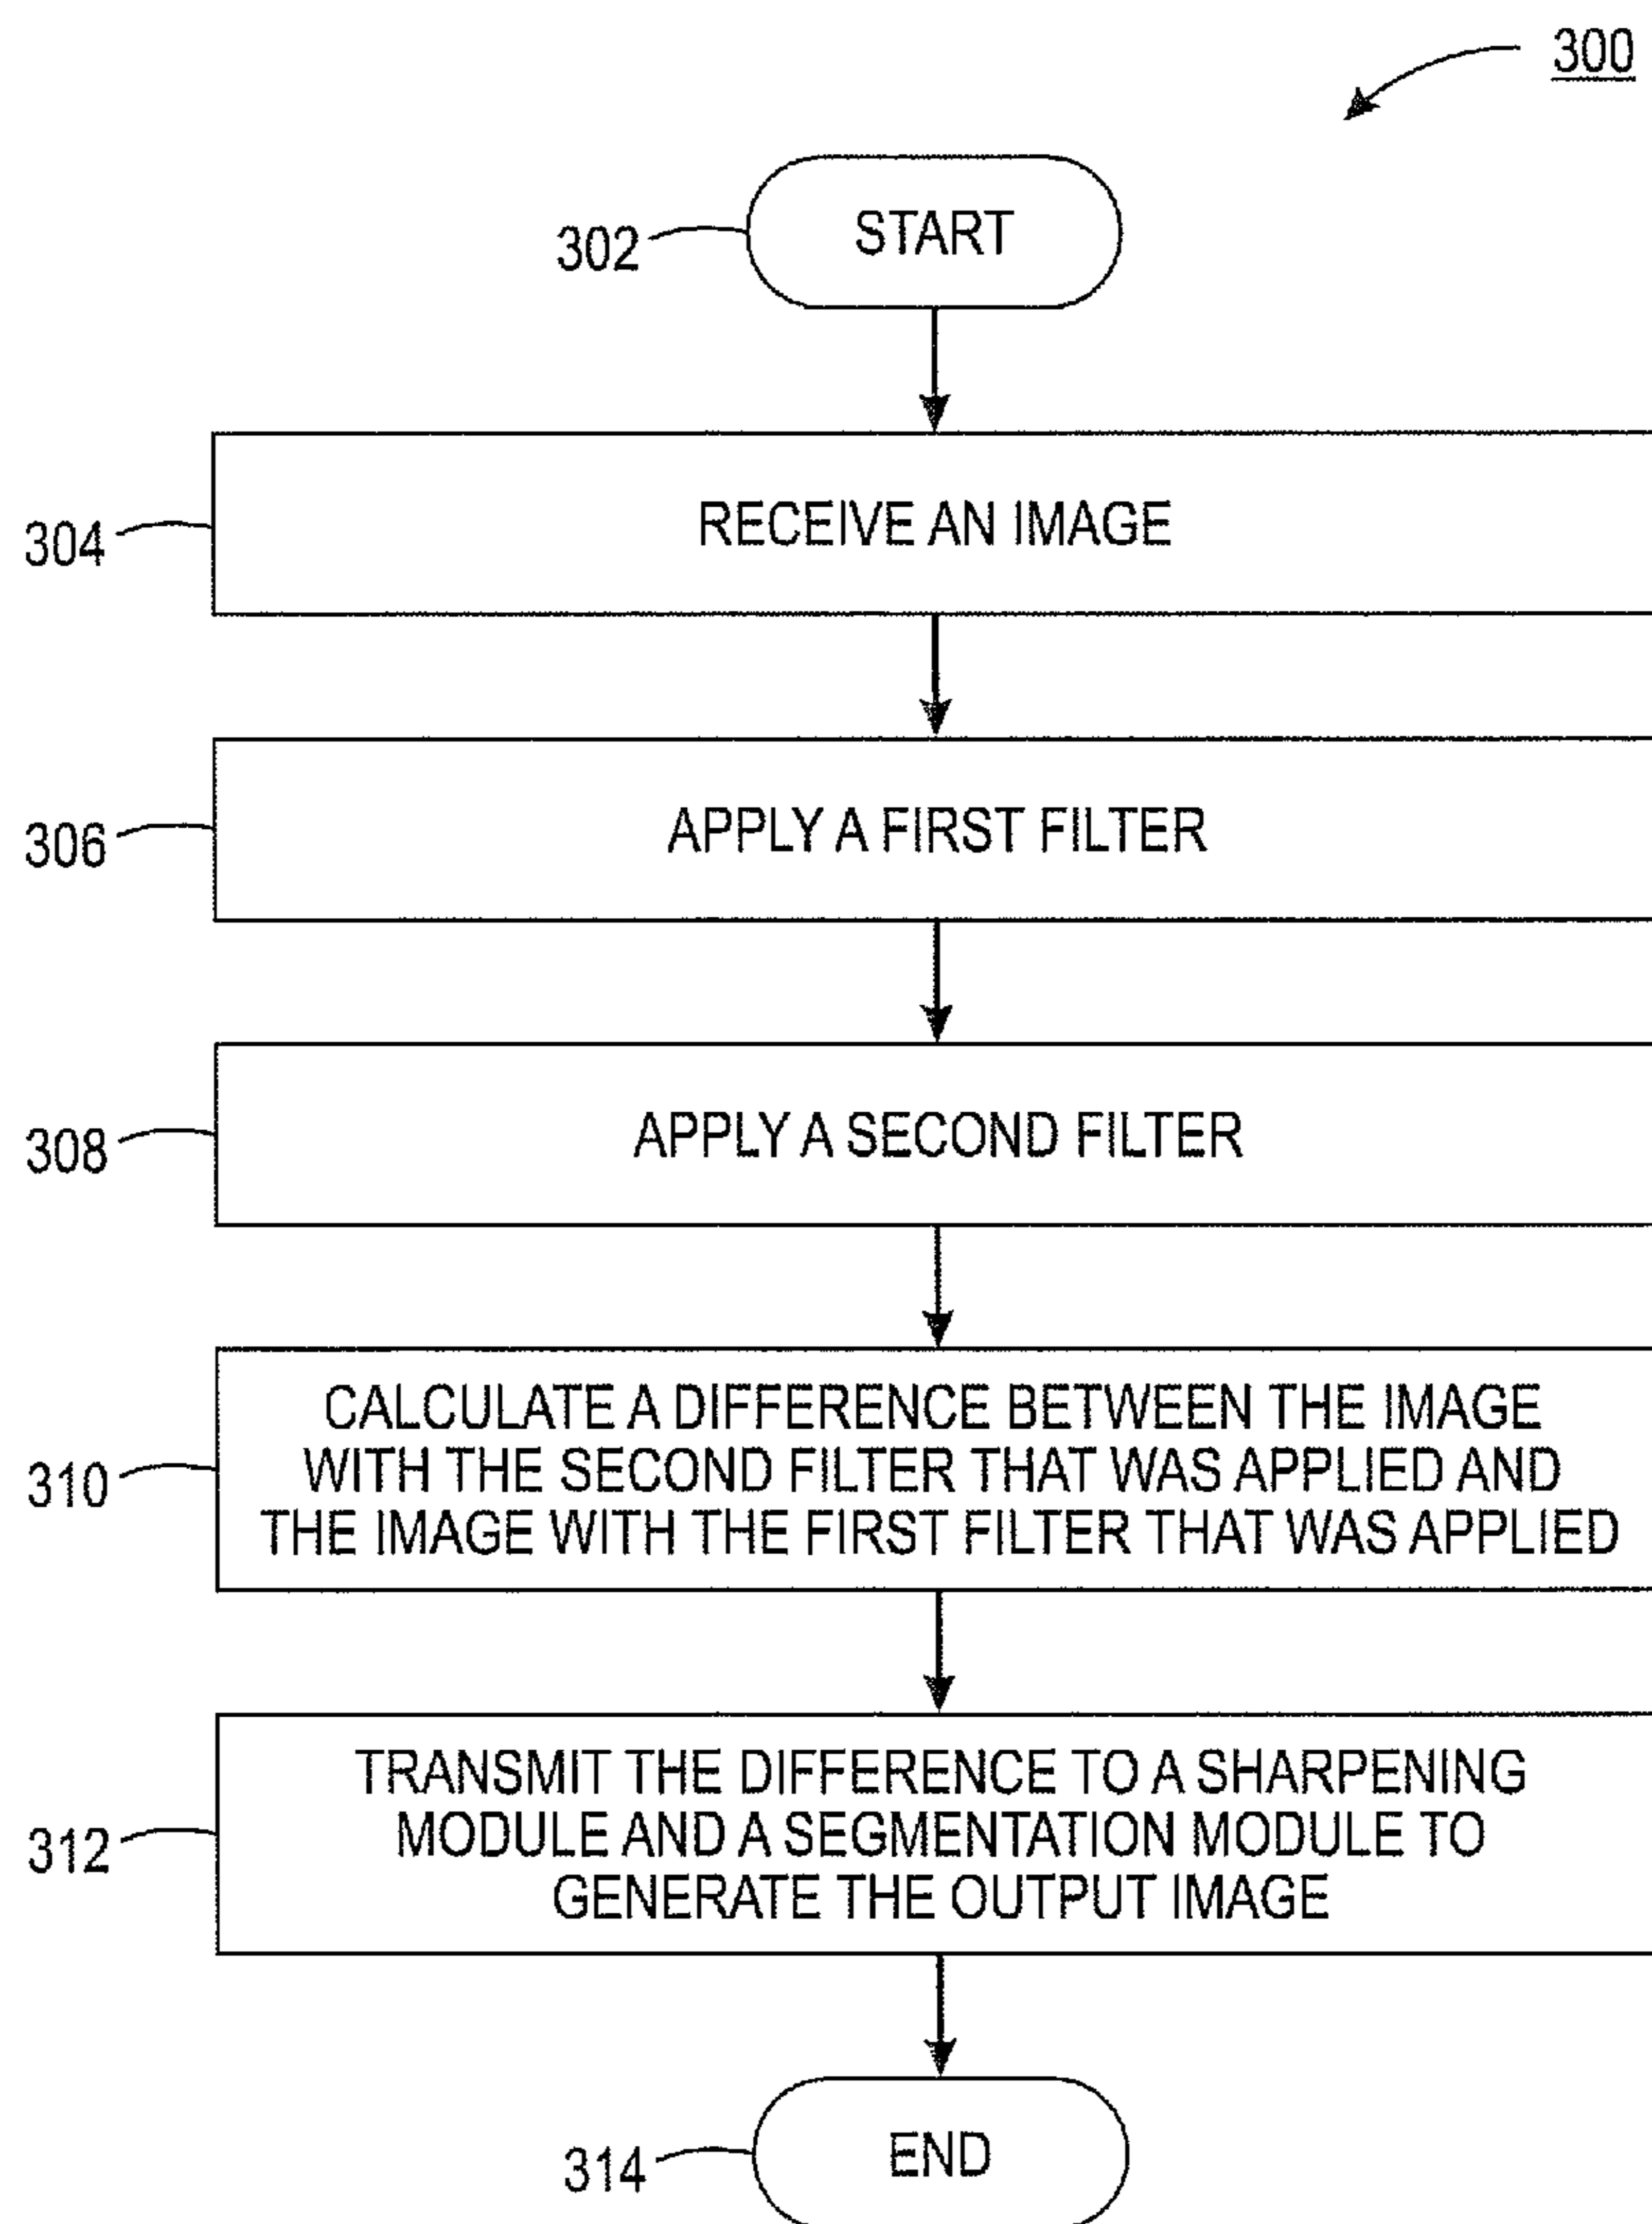 300
302
START
304
RECEIVE AN IMAGE
306
APPLY A FIRST FILTER
308
APPLY A SECOND FILTER
310
CALCULATE A DIFFERENCE BETWEEN THE IMAGE
WITH THE SECOND FILTER THAT WAS APPLIED AND
THE IMAGE WITH THE FIRST FILTER THAT WAS APPLIED
312
TRANSMIT THE DIFFERENCE TO A SHARPENING
MODULE AND A SEGMENTATION MODULE TO
GENERATE THE OUTPUT IMAGE
314
END